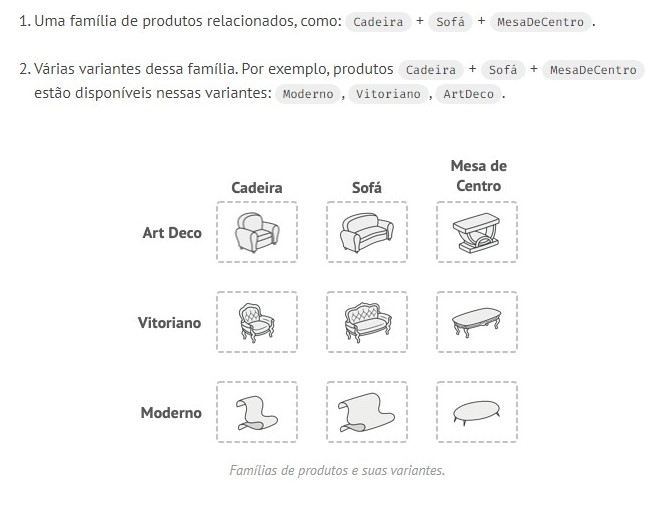 1. Uma família de produtos relacionados, como: Cadeira + Sofá + MesaDeCentro .
2. Várias variantes dessa família. Por exemplo, produtos Cadeira + Sofá + MesaDeCentro
estão disponíveis nessas variantes: Moderno , Vitoriano , ArtDeco .
Cadeira Sofá Mesa de
Centro
Art Deco
Vitoriano
Moderno
Famílias de produtos e suas variantes.